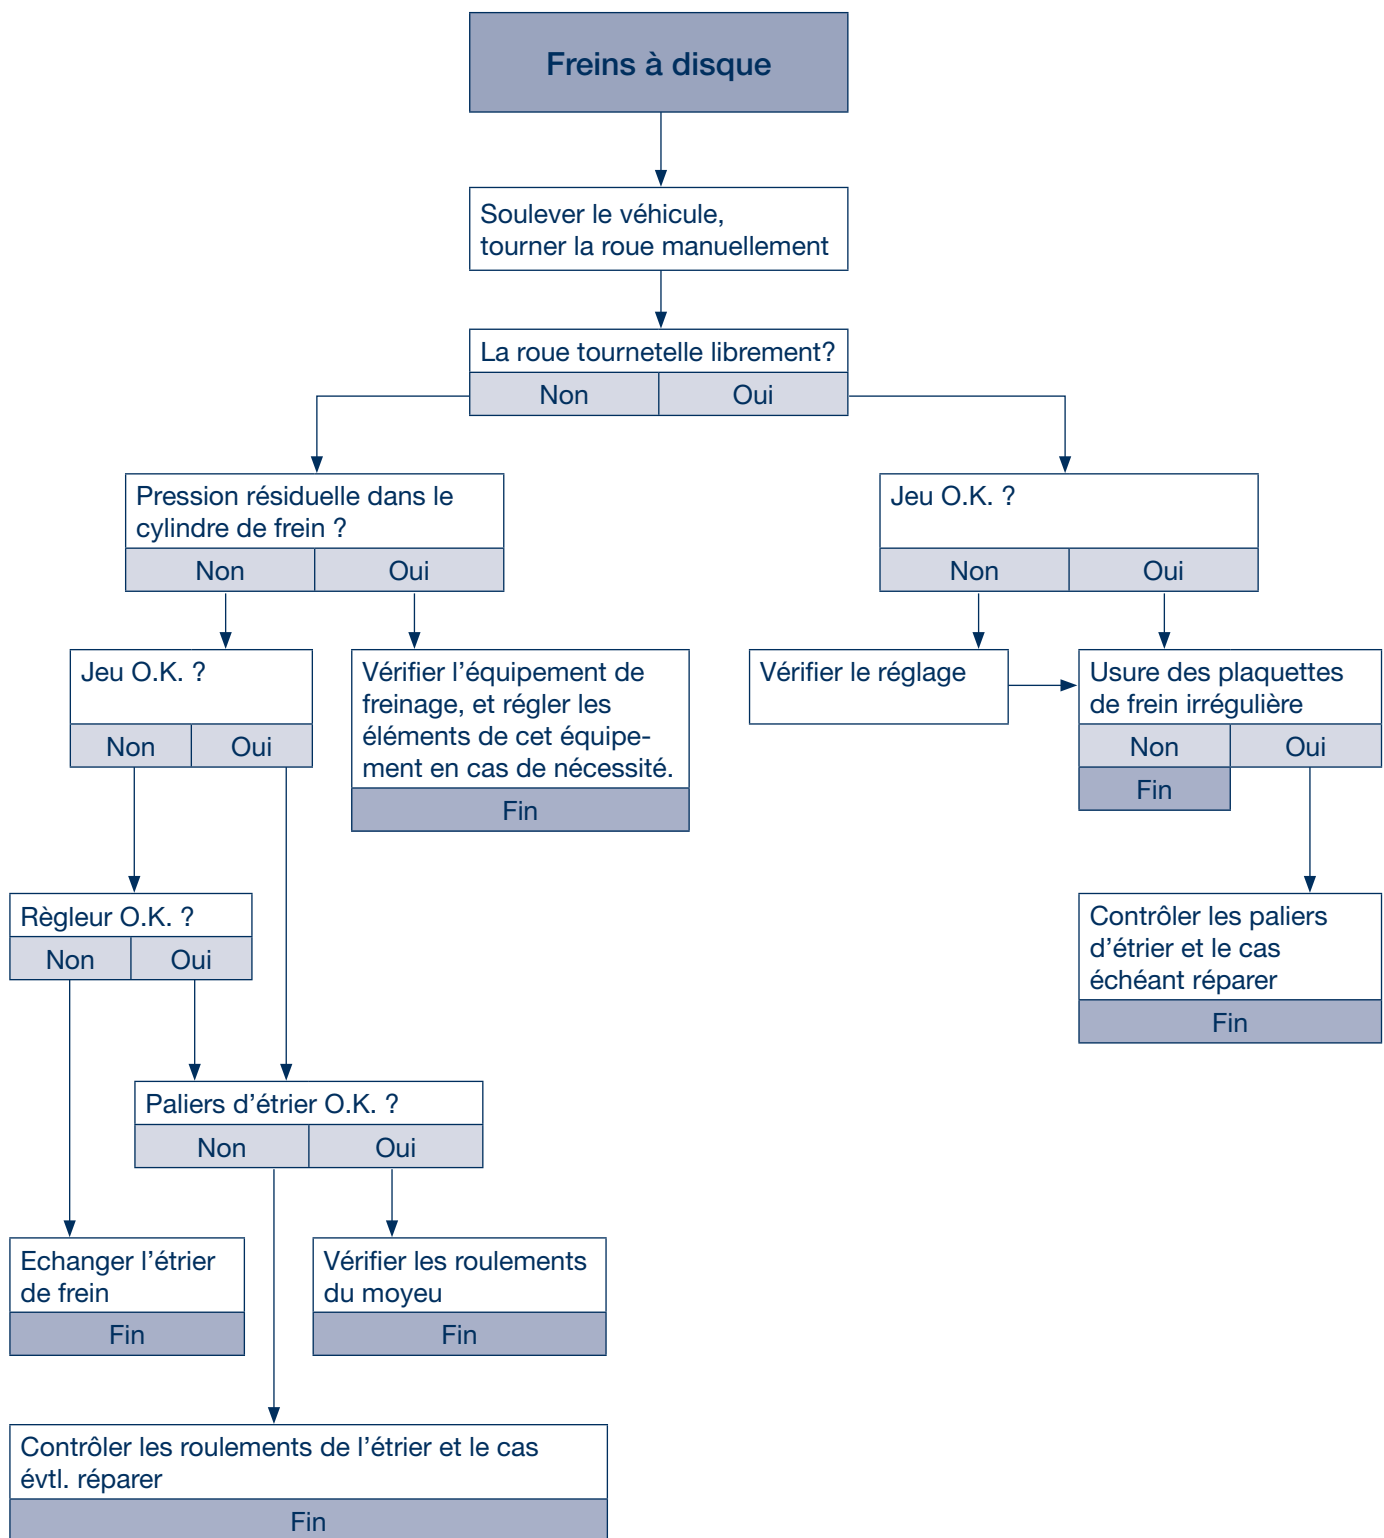 Freins à disque
Soulever le véhicule,
tourner la roue manuellement
La roue tournetelle librement?
Non
Oui
Pression résiduelle dans le
cylindre de frein ?
Non
Oui
Jeu O.K. ?
Non
Oui
Jeu O.K. ?
Non
Oui
Vérifier l’équipement de
freinage, et régler les
éléments de cet équipe-
ment en cas de nécessité.
Fin
Vérifier le réglage
Usure des plaquettes
de frein irrégulière
Non
Oui
Fin
Règleur O.K. ?
Non
Oui
Contrôler les paliers
d’étrier et le cas
échéant réparer
Fin
Paliers d’étrier O.K. ?
Non
Oui
Echanger l’étrier
de frein
Fin
Vérifier les roulements
du moyeu
Fin
Contrôler les roulements de l’étrier et le cas
évtl. réparer
Fin